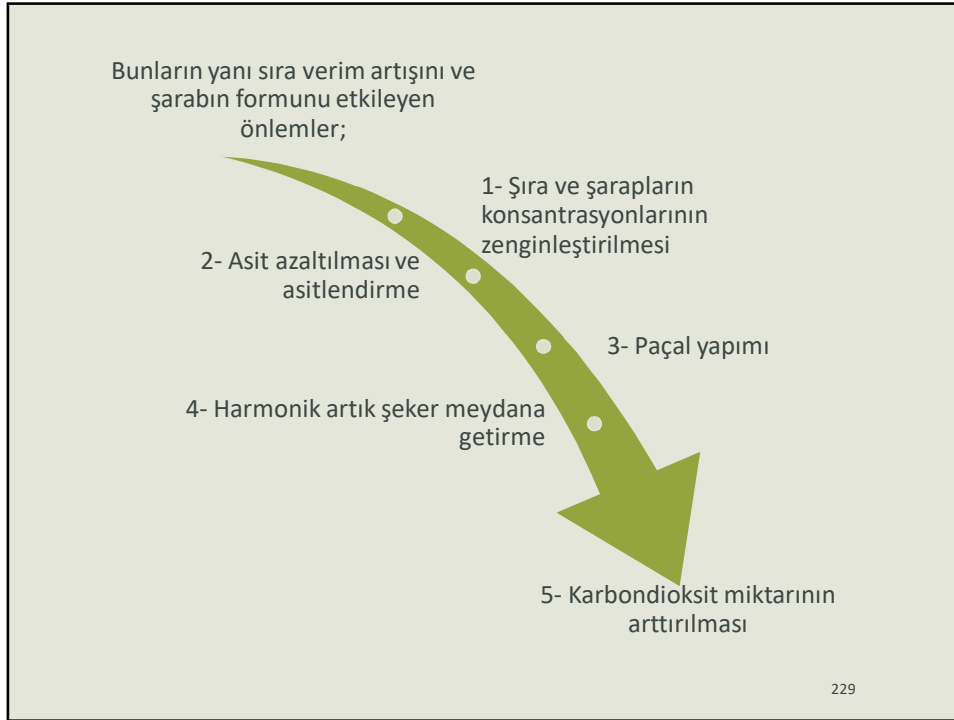 Bunların yanı sıra verim artışını ve
şarabın formunu etkileyen
önlemler;
1- Şıra ve şarapların
konsantrasyonlarının
zenginleştirilmesi
2- Asit azaltılması ve
asitlendirme
3- Paçal yapımı
4- Harmonik artık şeker meydana
getirme
5- Karbondioksit miktarının
arttırılması
229